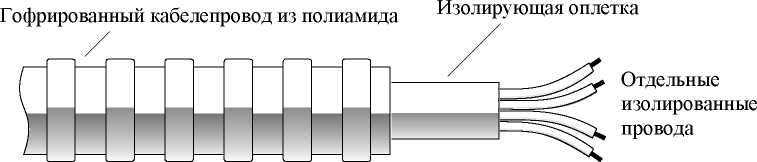 Гофрированный кабелепровод из полиамида
Изолирующая оплетка
Отдельные
изолированные
провода